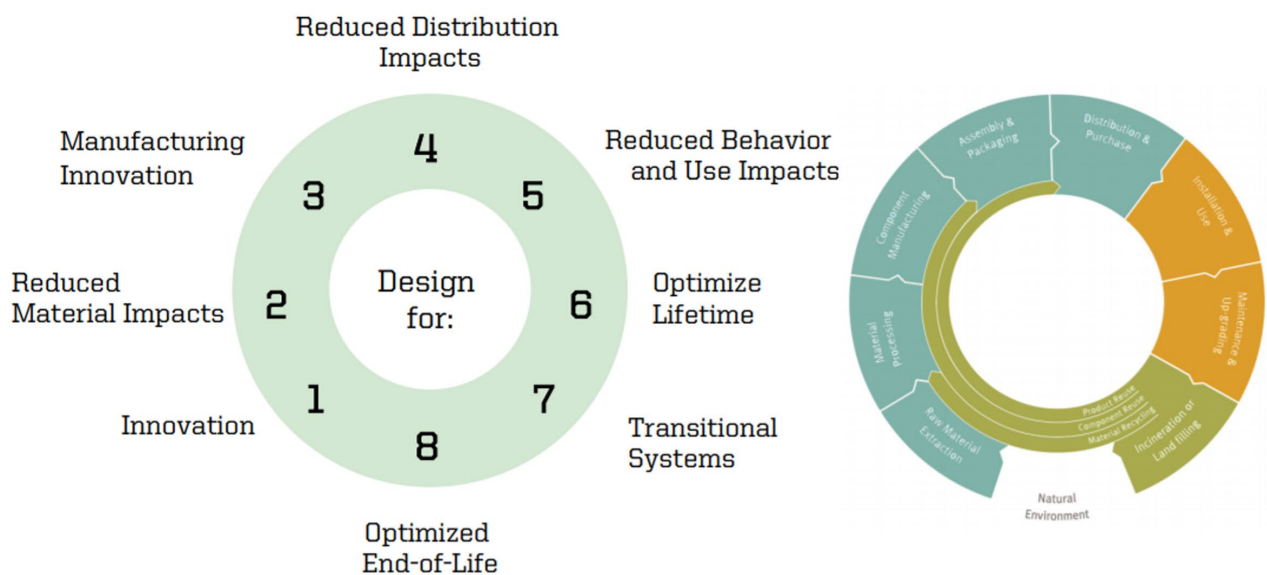 Reduced Distribution
Impacts
Manufacturing
Innovation
4
Reduced Behavior
and Use Impacts
3
5
Reduced
Material Impacts
2
Design
for:
6
Optimize
Lifetime
1
7
Innovation
8
Transitional
Systems
Optimized
End-of-Life
Assembly &
Packaging
Distribution &
Purchase
Component
Manufacturing
Installation &
Use
Material
Processing
Maintenance &
Up-grading
Raw Material
Extraction
Product Reuse
Component Reuse
Material Recycling
Incineration or
Land filling
Natural
Environment